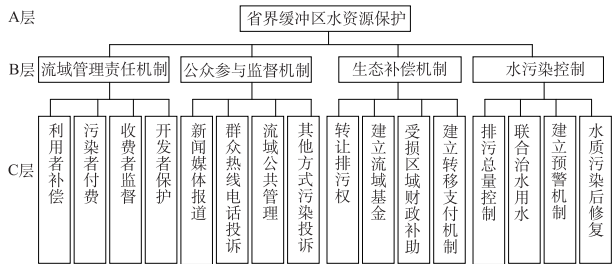 A层
省界缓冲区水资源保护
B层
流域管理责任机制
公众参与监督机制
生态补偿机制
水污染控制
C层
利用者补偿
污染者付费
收费者监督
开发者保护
新闻媒体报道
群众热线电话投诉
流域公共管理
其他方式污染投诉
转让排污权
建立流域基金
受损区域财政补助
建立转移支付机制
排污总量控制
联合治水用水
建立预警机制
水质污染后修复